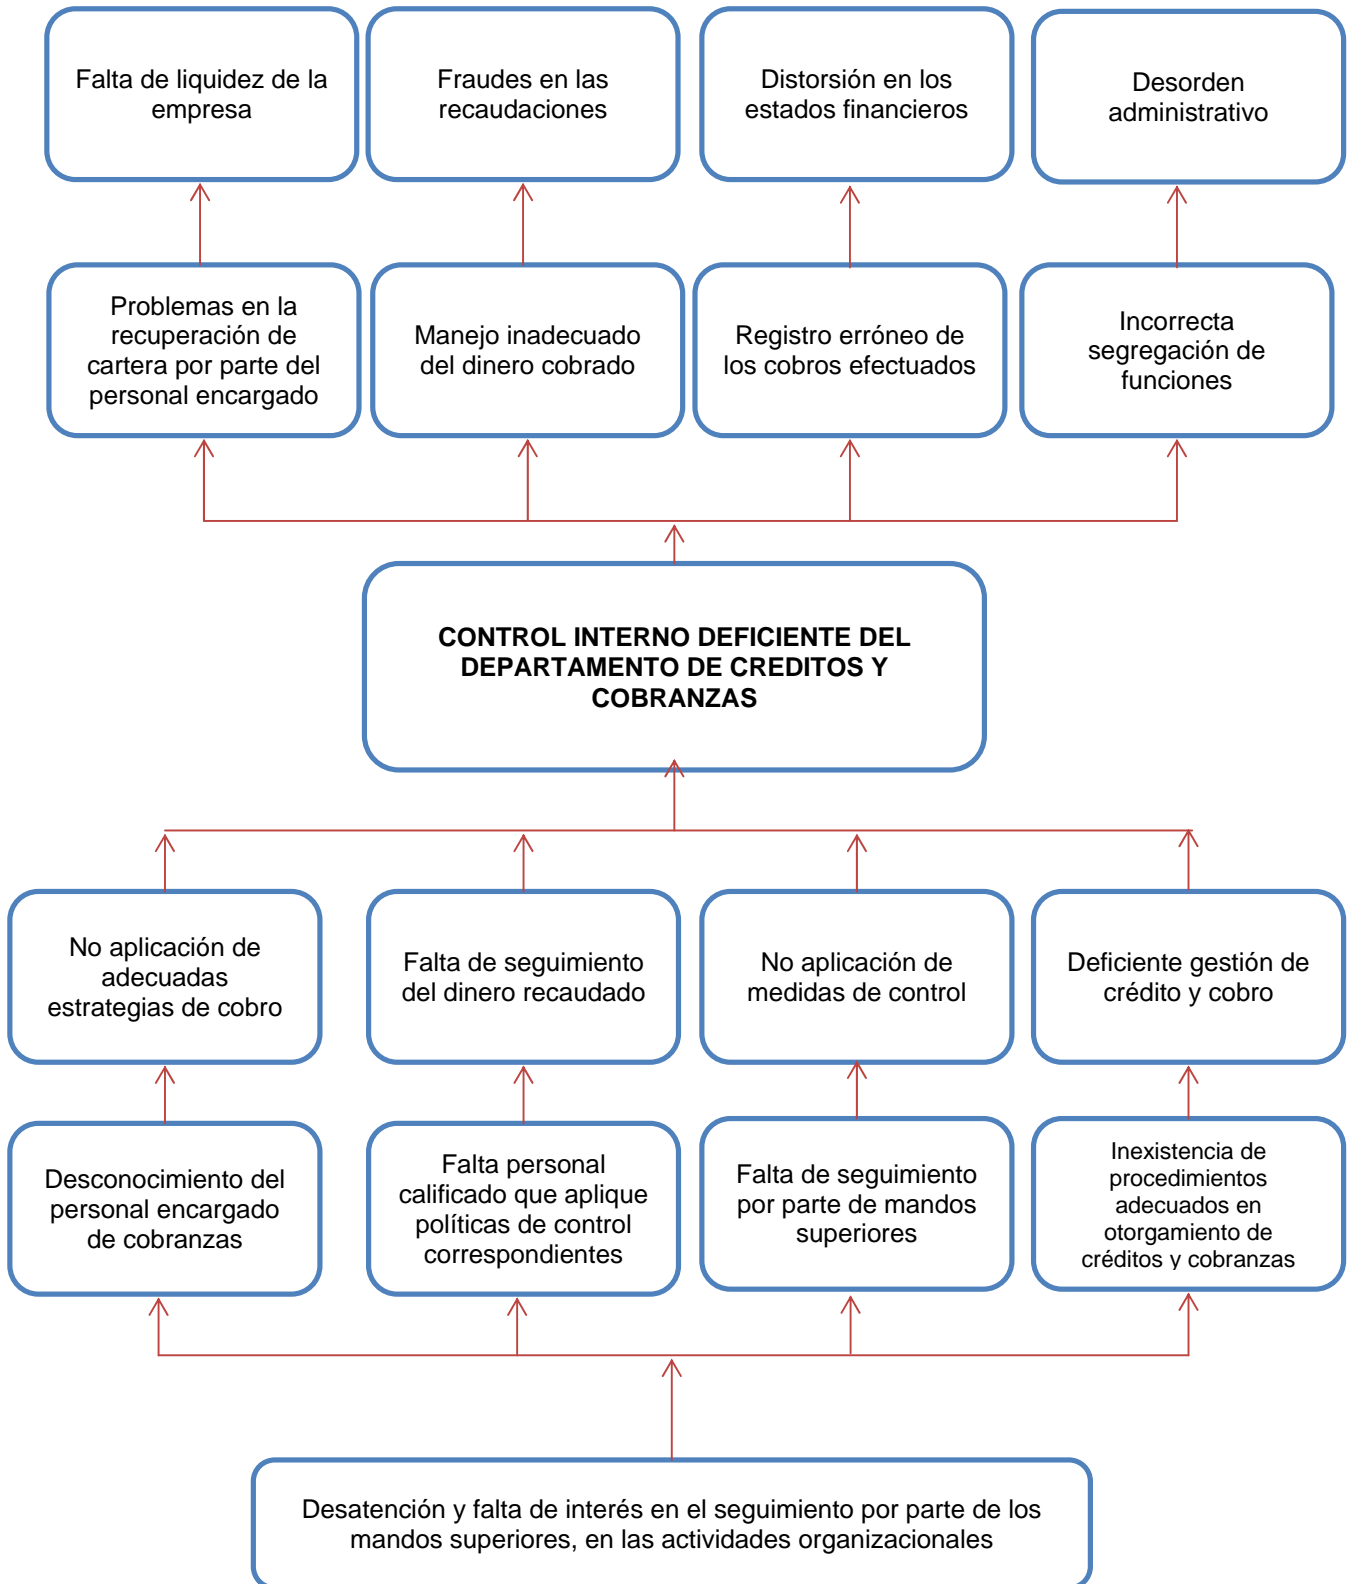 Falta de liquidez de la
empresa
Fraudes en las
recaudaciones
Distorsión en los
estados financieros
Desorden
administrativo
Problemas en la
recuperación de
cartera por parte del
personal encargado
Manejo inadecuado
del dinero cobrado
Registro erróneo de
los cobros efectuados
Incorrecta
segregación de
funciones
CONTROL INTERNO DEFICIENTE DEL
DEPARTAMENTO DE CREDITOS Y
COBRANZAS
No aplicación de
adecuadas
estrategias de cobro
Falta de seguimiento
del dinero recaudado
No aplicación de
medidas de control
Deficiente gestión de
crédito y cobro
Desconocimiento del
personal encargado
de cobranzas
Falta personal
calificado que aplique
políticas de control
correspondientes
Falta de seguimiento
por parte de mandos
superiores
Inexistencia de
procedimientos
adecuados en
otorgamiento de
créditos y cobranzas
Desatención y falta de interés en el seguimiento por parte de los
mandos superiores, en las actividades organizacionales